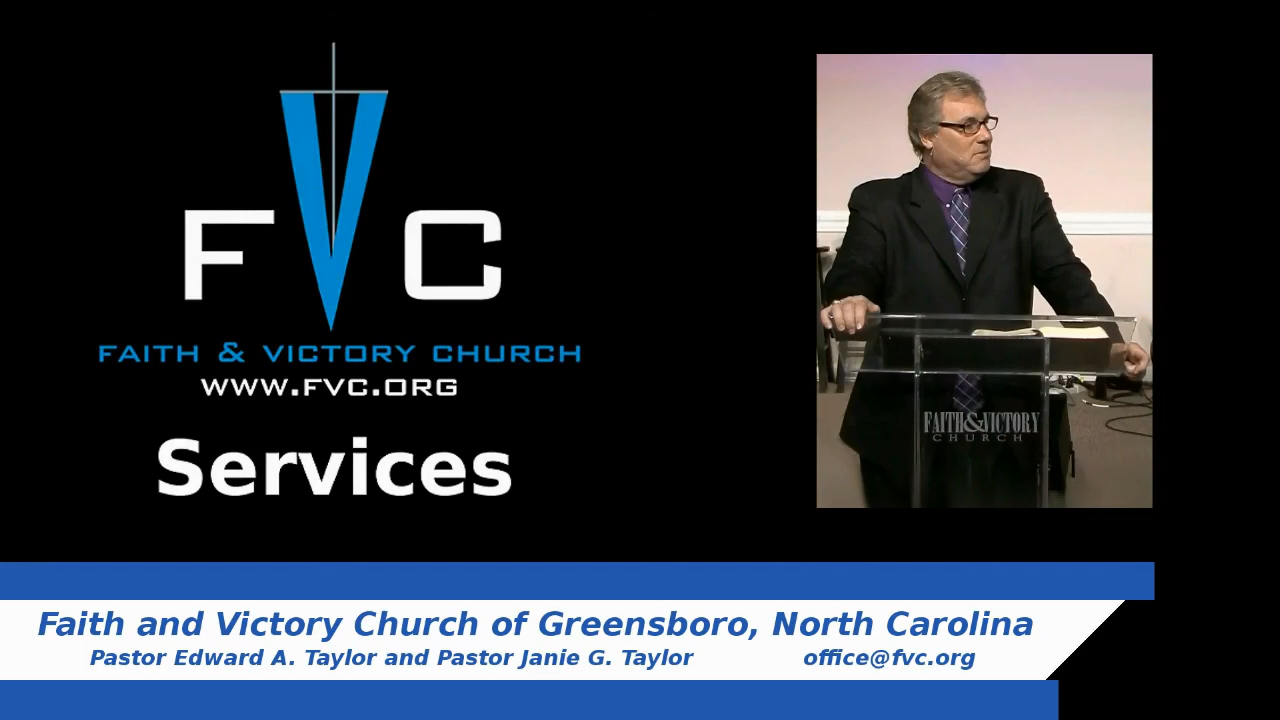 FVC
FAITH & VICTORY CHURCH
WWW.FVC.ORG
Services
FAITH&VICTORY
CHURCH
Faith and Victory Church of Greensboro, North Carolina
Pastor Edward A. Taylor and Pastor Janie G. Taylor office@fvc.org